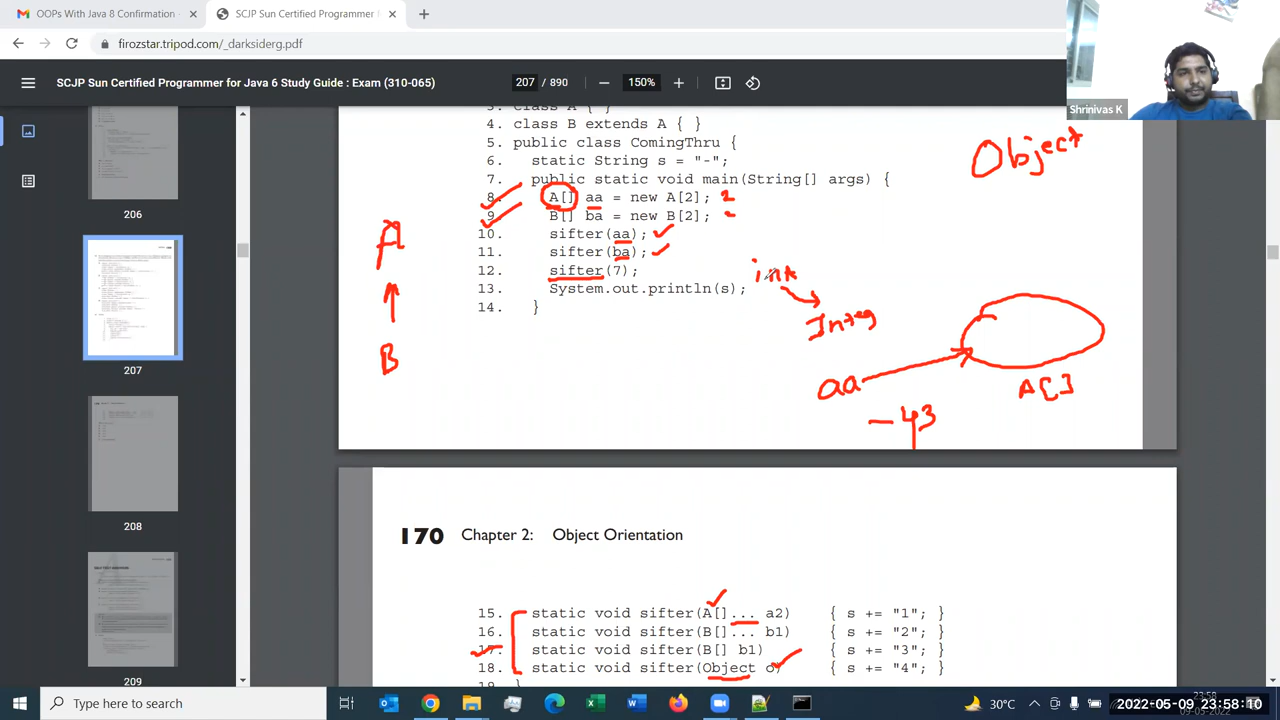 OOPs With Java 8 Confirmation
SCJP Sun Certified Programmer
firozstar.tripod.com/_darksiderg.pdf
SCJP Sun Certified Programmer for Java 6 Study Guide : Exam (310-065)
207 / 890
150%
Shrinivas K
4. class B extends A { }
5. public class ComingThru {
static String s = "-";
7. public static void main(String[] args) {
8. A[] aa = new A[2]; 2
9. B[] ba = new B[2];
10. sifter(aa);
11. sifter(ba);
12. sifter(7);
13. System.out.println(s);
14. }
Object
A
B
int
Integ
aa
A[]
-43
206
207
208
209
170 Chapter 2: Object Orientation
15. static void sifter(A[]... a2) { s += "1"; }
16. static void sifter(B[]... b1) { s += "2"; }
17. static void sifter(B[] b1) { s += "3"; }
18. static void sifter(Object o) { s += "4"; }
Type here to search
30°C
23:58
2022-05-09 23:58:10